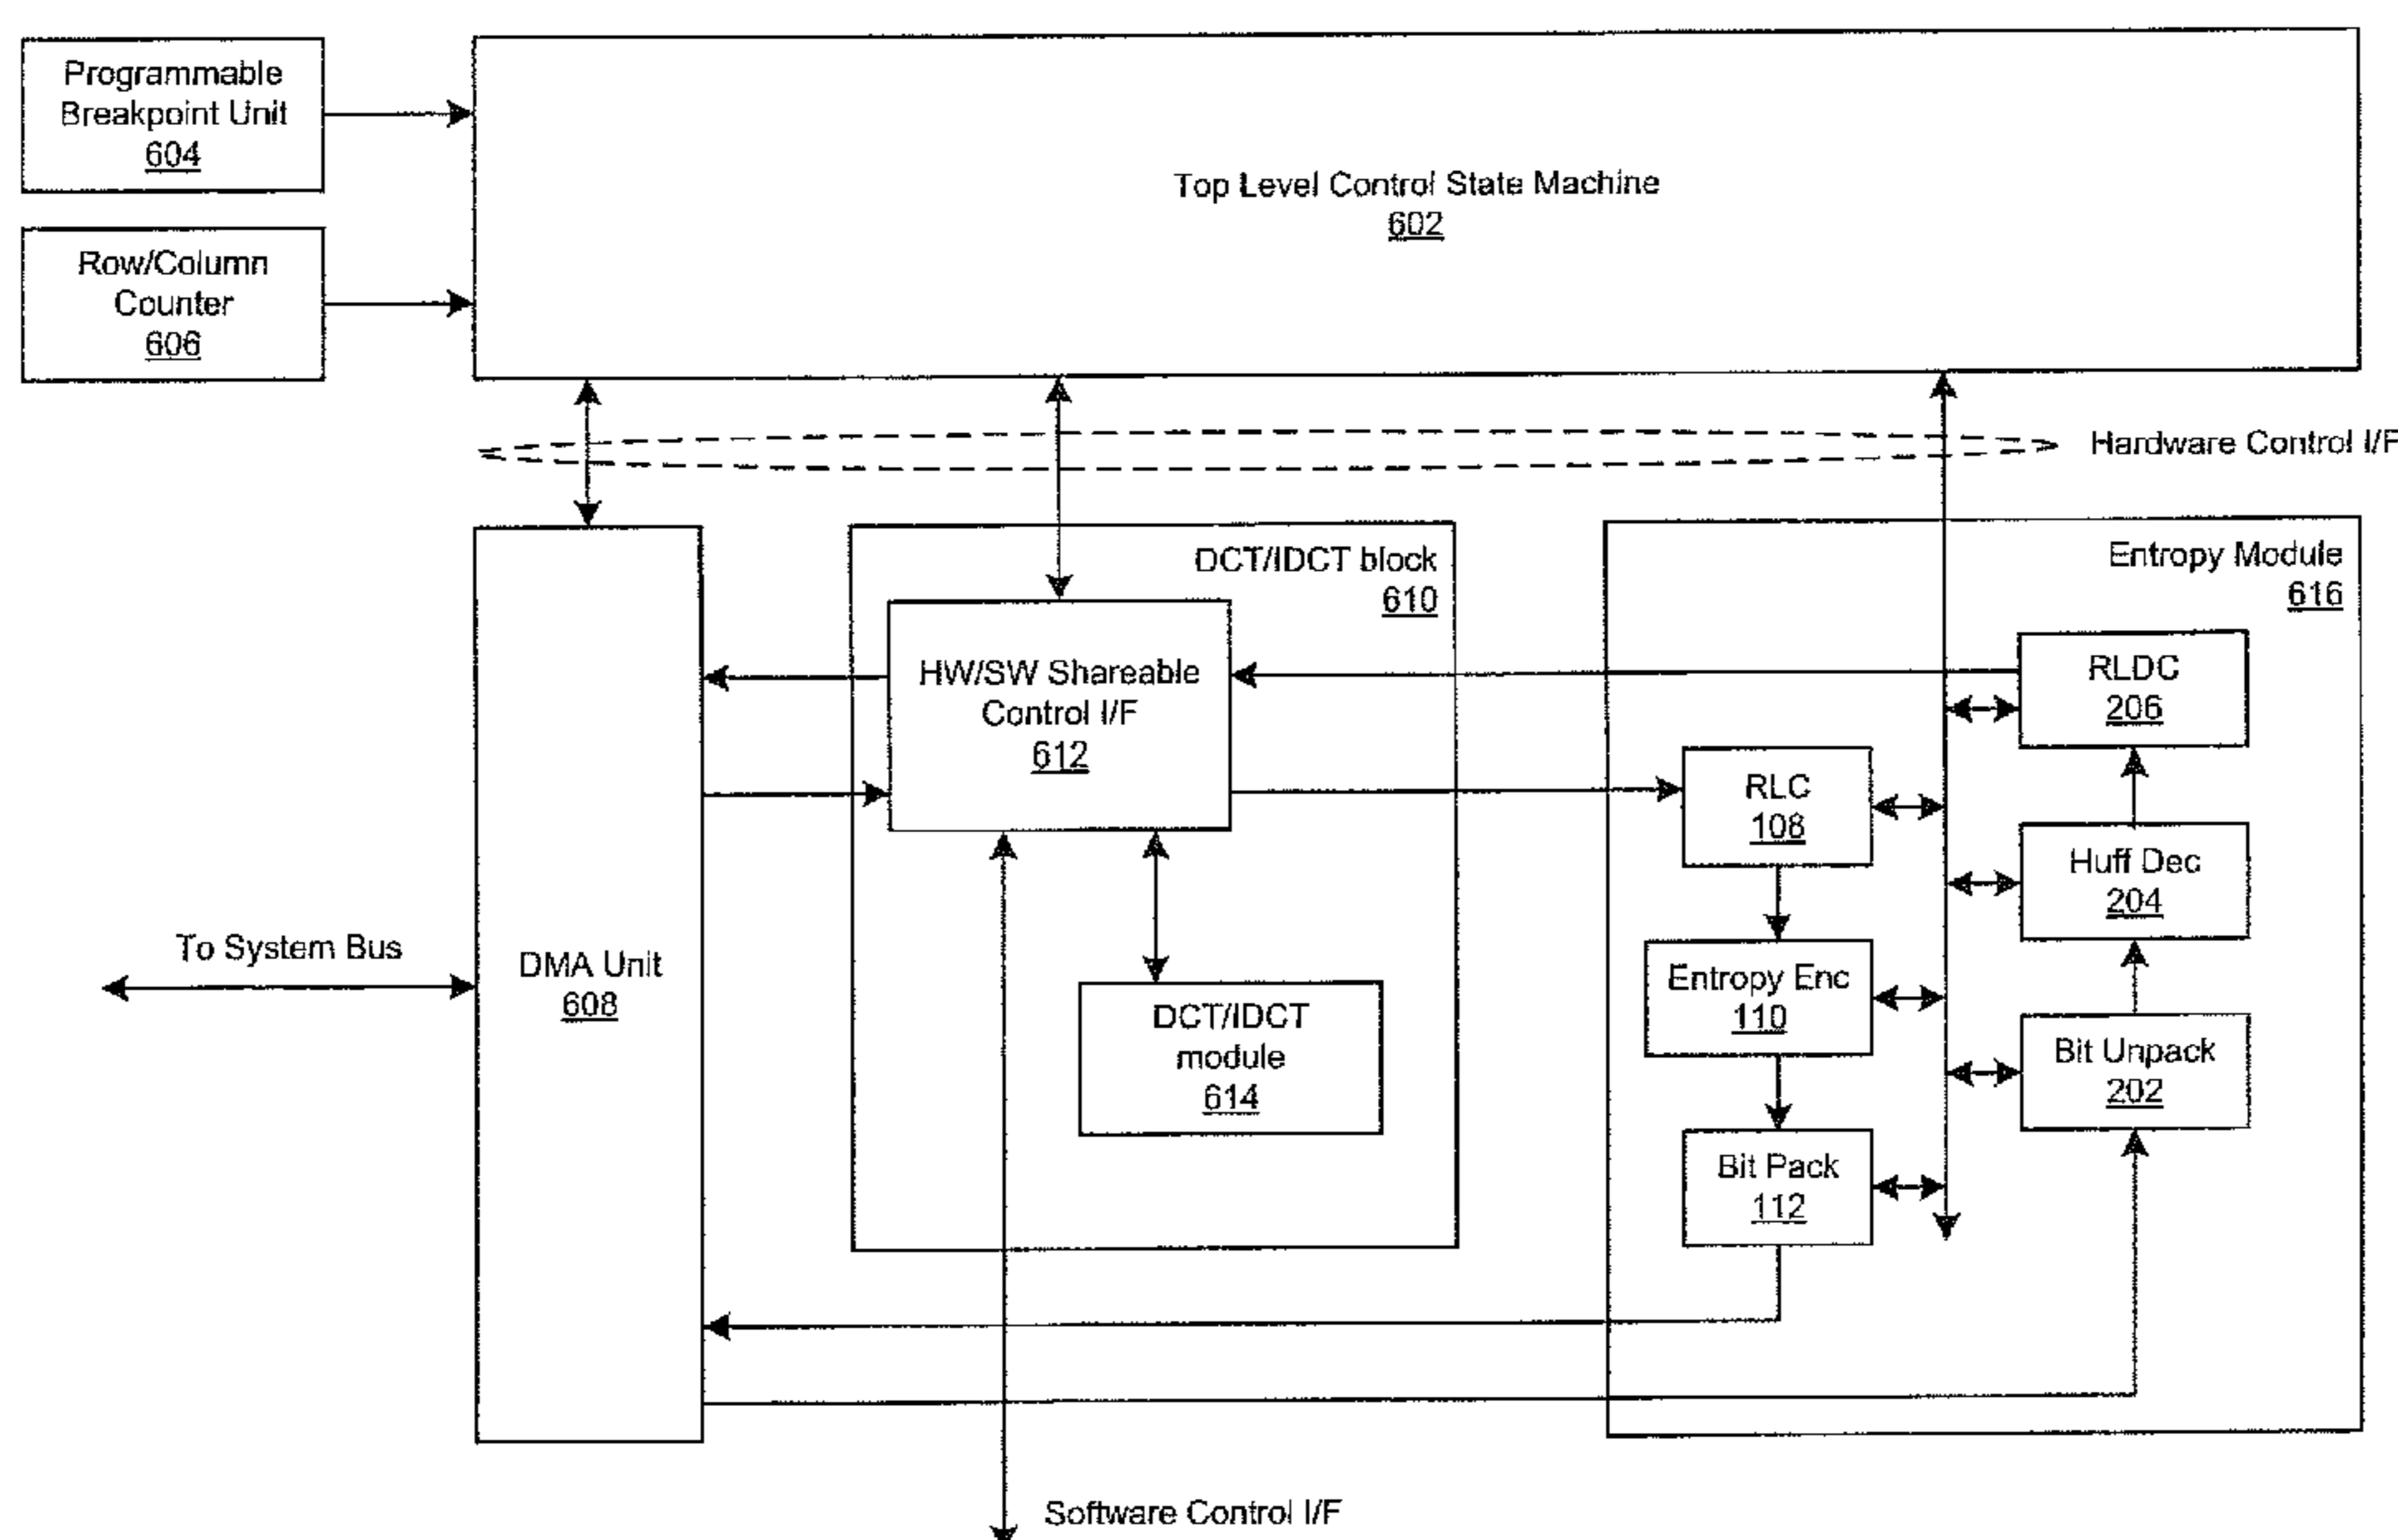 Programmable
Breakpoint Unit
604
Top Level Control State Machine
602
Row/Column
Counter
606
Hardware Control I/F
DCT/IDCT block
610
Entropy Module
616
HW/SW Shareable
Control I/F
612
RLDC
206
RLC
108
Huff Dec
204
To System Bus
DMA Unit
608
Entropy Enc
110
DCT/IDCT
module
614
Bit Unpack
202
Bit Pack
112
Software Control I/F